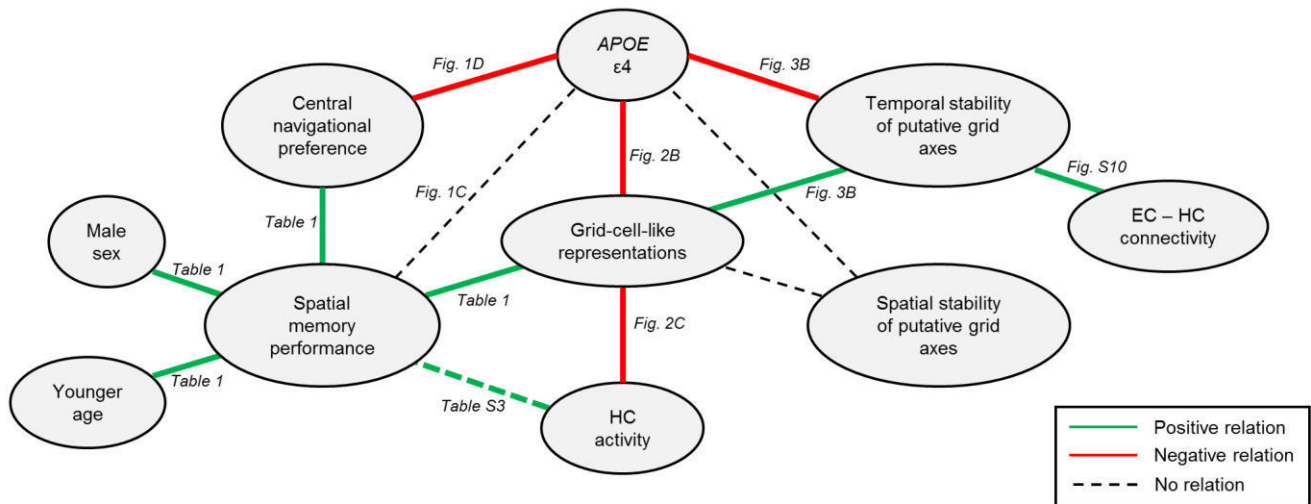 APOE
ε4
Fig. 1D
Fig. 3B
Central
navigational
preference
Temporal stability
of putative grid
axes
Fig. 2B
Fig. 1C
Fig. 3B
Fig. S10
Table 1
Male
sex
Grid-cell-like
representations
EC – HC
connectivity
Table 1
Spatial
memory
performance
Table 1
Spatial stability
of putative grid
axes
Fig. 2C
Table 1
Younger
age
Table S3
HC
activity
Positive relation
Negative relation
No relation